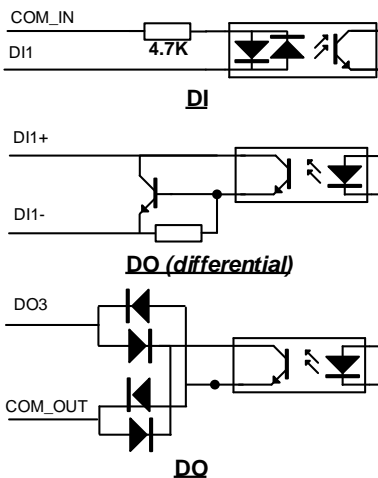 COM_IN
4.7K
DI1
DI
DI1+
DI1-
DO (differential)
DO3
COM_OUT
DO